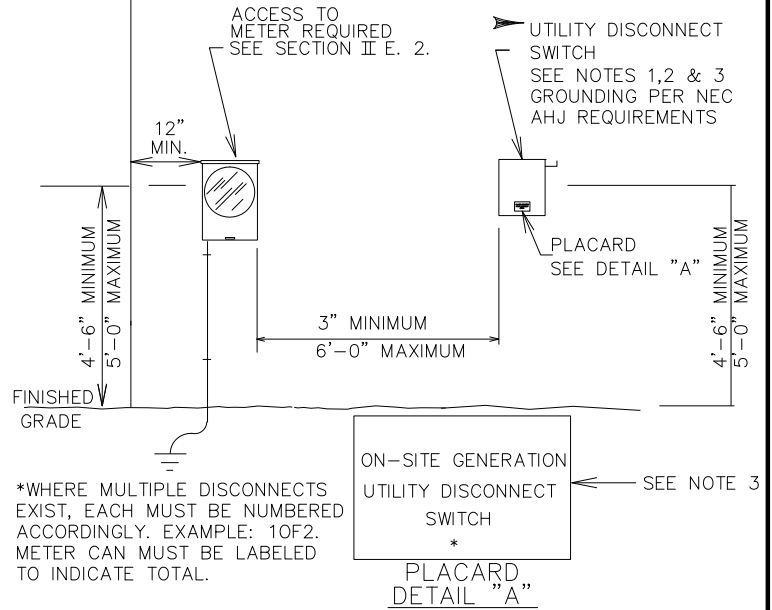 ACCESS TO
METER REQUIRED
SEE SECTION II E. 2.
UTILITY DISCONNECT
SWITCH
SEE NOTES 1,2 & 3
GROUNDING PER NEC
AHJ REQUIREMENTS
12"
MIN.
PLACARD
SEE DETAIL "A"
4'-6" MINIMUM
5'-0" MAXIMUM
3" MINIMUM
6'-0" MAXIMUM
4'-6" MINIMUM
5'-0" MAXIMUM
FINISHED
GRADE
ON-SITE GENERATION
UTILITY DISCONNECT
SWITCH
*
SEE NOTE 3
*WHERE MULTIPLE DISCONNECTS
EXIST, EACH MUST BE NUMBERED
ACCORDINGLY. EXAMPLE: 1OF2.
METER CAN MUST BE LABELED
TO INDICATE TOTAL.
PLACARD
DETAIL "A"